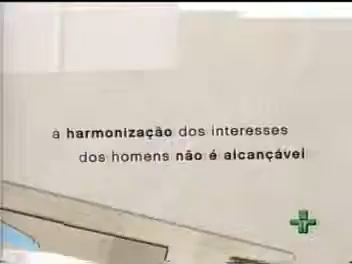 a harmonização dos interesses
dos homens não é alcançável